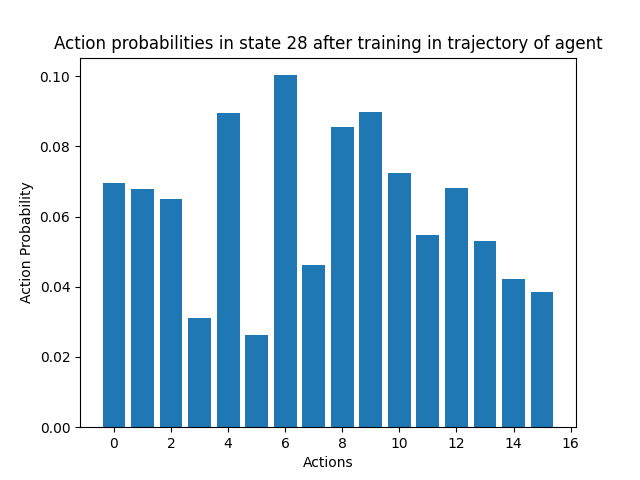 Action probabilities in state 28 after training in trajectory of agent
0.10
0.08
0.06
0.04
0.02
0.00
Action Probability
0 2 4 6 8 10 12 14 16
Actions